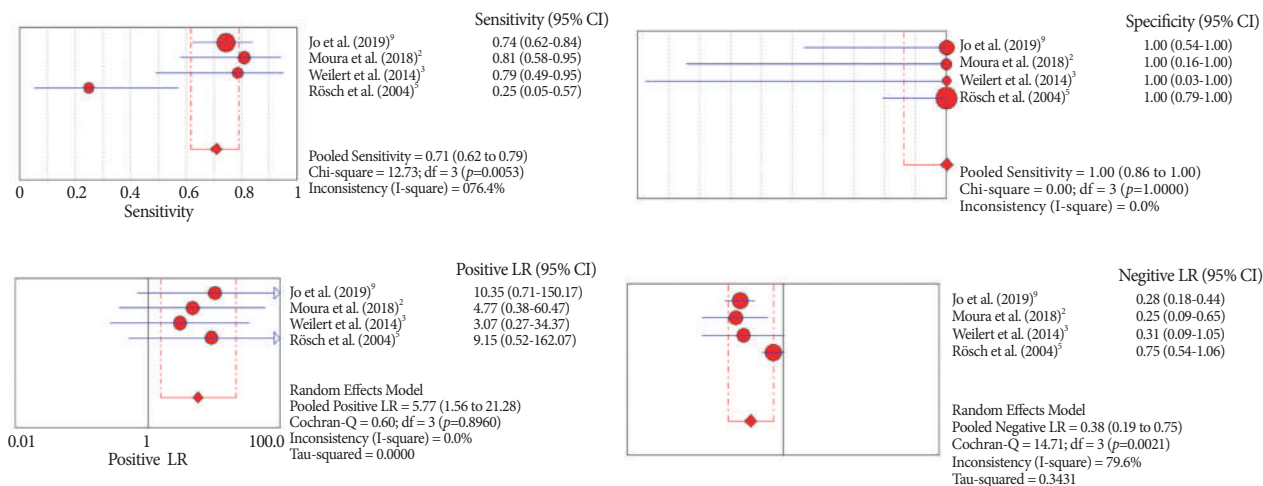 Sensitivity (95% CI)
Jo et al. (2019)⁹ 0.74 (0.62-0.84)
Moura et al. (2018)² 0.81 (0.58-0.95)
Weilert et al. (2014)³ 0.79 (0.49-0.95)
Rösch et al. (2004)⁵ 0.25 (0.05-0.57)
Pooled Sensitivity = 0.71 (0.62 to 0.79)
Chi-square = 12.73; df = 3 (p=0.0053)
Inconsistency (I-square) = 076.4%
0 0.2 0.4 0.6 0.8 1
Sensitivity
Specificity (95% CI)
Jo et al. (2019)⁹ 1.00 (0.54-1.00)
Moura et al. (2018)² 1.00 (0.16-1.00)
Weilert et al. (2014)³ 1.00 (0.03-1.00)
Rösch et al. (2004)⁵ 1.00 (0.79-1.00)
Pooled Sensitivity = 1.00 (0.86 to 1.00)
Chi-square = 0.00; df = 3 (p=1.0000)
Inconsistency (I-square) = 0.0%
Positive LR (95% CI)
Jo et al. (2019)⁹ 10.35 (0.71-150.17)
Moura et al. (2018)² 4.77 (0.38-60.47)
Weilert et al. (2014)³ 3.07 (0.27-34.37)
Rösch et al. (2004)⁵ 9.15 (0.52-162.07)
Random Effects Model
Pooled Positive LR = 5.77 (1.56 to 21.28)
Cochran-Q = 0.60; df = 3 (p=0.8960)
Inconsistency (I-square) = 0.0%
Tau-squared = 0.0000
0.01 1 100.0
Positive LR
Negitive LR (95% CI)
Jo et al. (2019)⁹ 0.28 (0.18-0.44)
Moura et al. (2018)² 0.25 (0.09-0.65)
Weilert et al. (2014)³ 0.31 (0.09-1.05)
Rösch et al. (2004)⁵ 0.75 (0.54-1.06)
Random Effects Model
Pooled Negative LR = 0.38 (0.19 to 0.75)
Cochran-Q = 14.71; df = 3 (p=0.0021)
Inconsistency (I-square) = 79.6%
Tau-squared = 0.3431